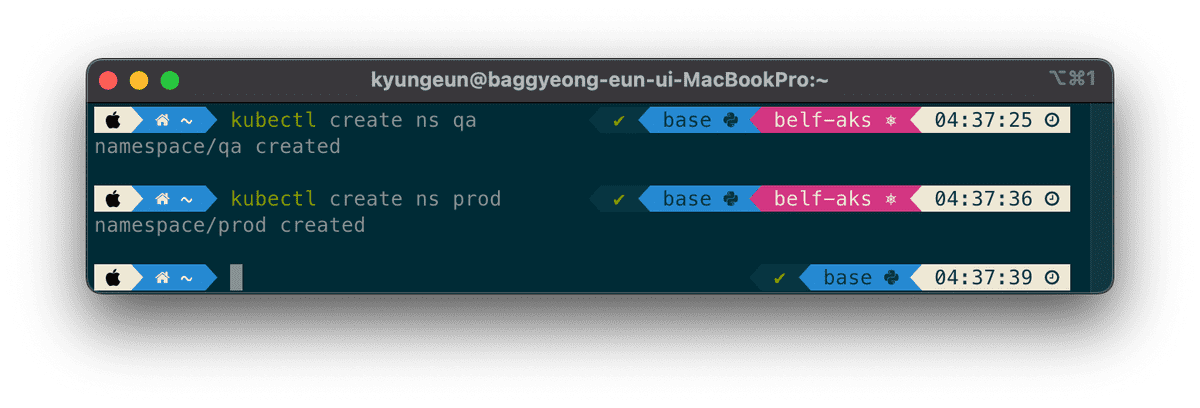 kyungeun@baggyeong-eun-ui-MacBookPro:~ ⌥⌘1
~ kubectl create ns qa ✔ base belf-aks 04:37:25
namespace/qa created
~ kubectl create ns prod ✔ base belf-aks 04:37:36
namespace/prod created
~ ✔ base 04:37:39